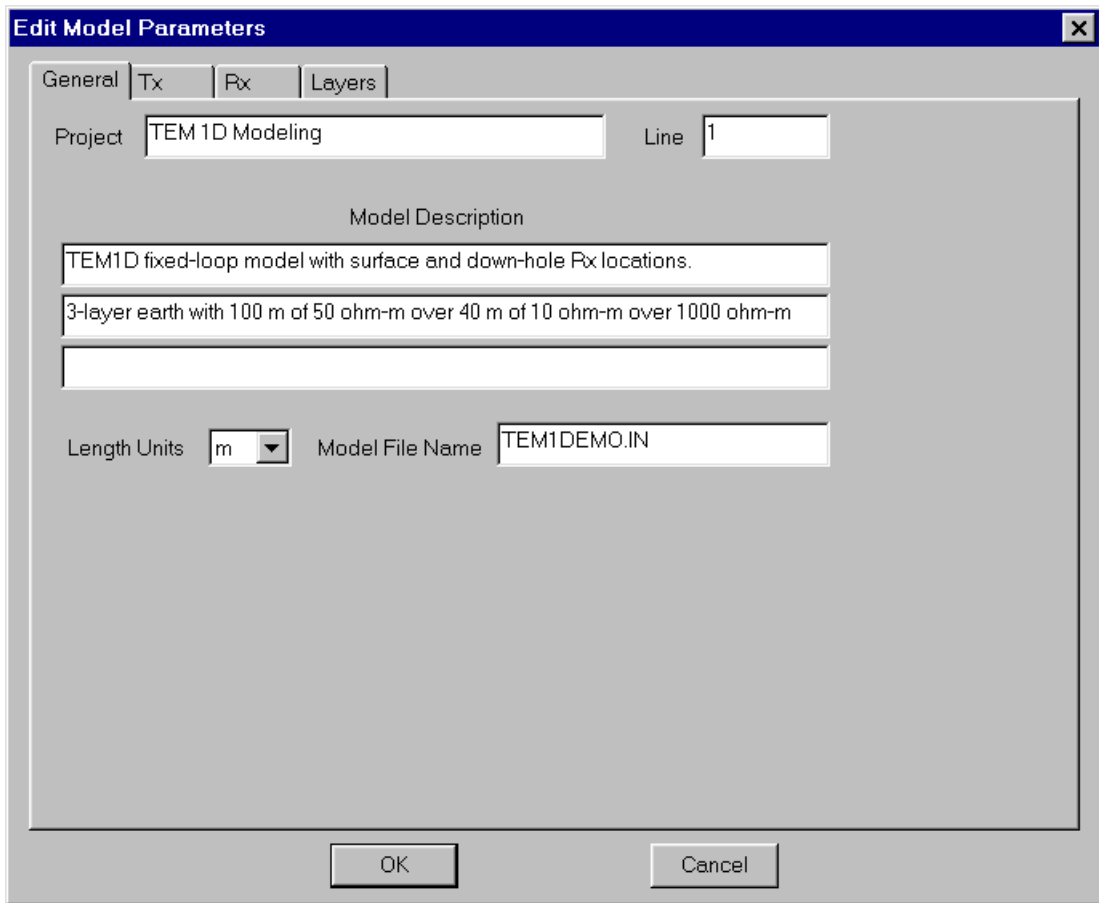 Edit Model Parameters
General Tx Rx Layers
Project TEM 1D Modeling Line 1
Model Description
TEM1D fixed-loop model with surface and down-hole Rx locations.
3-layer earth with 100 m of 50 ohm-m over 40 m of 10 ohm-m over 1000 ohm-m
Length Units m Model File Name TEM1DEMO.IN
OK Cancel